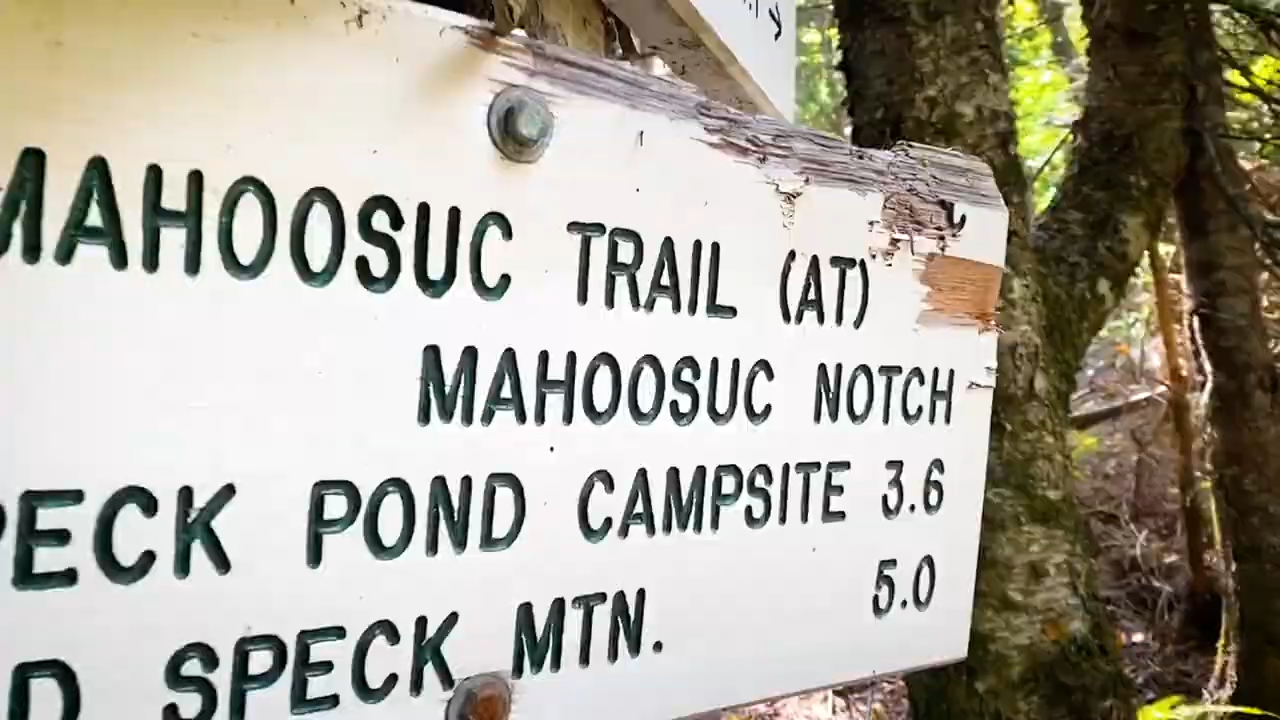 MAHOOSUC TRAIL (AT)
MAHOOSUC NOTCH
PECK POND CAMPSITE 3.6
D SPECK MTN. 5.0